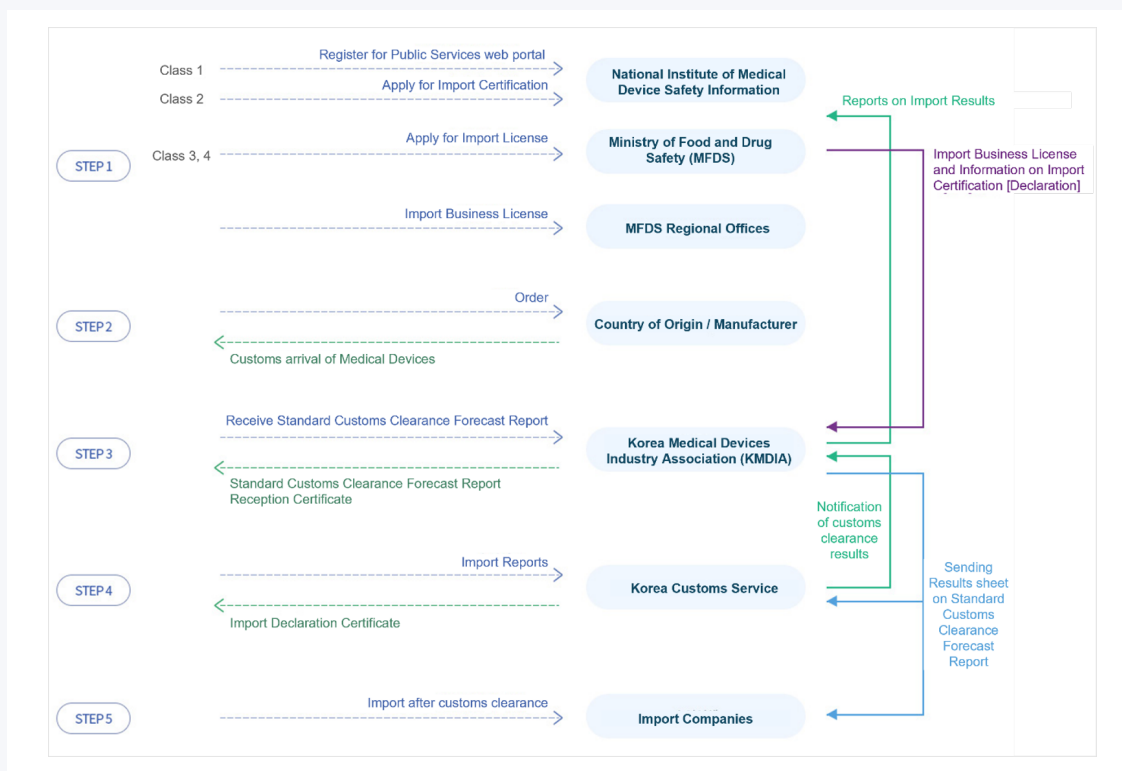 Register for Public Services web portal
Class 1
National Institute of Medical
Device Safety Information
Apply for Import Certification
Class 2
Reports on Import Results
STEP 1
Apply for Import License
Class 3, 4
Ministry of Food and Drug
Safety (MFDS)
Import Business License
and Information on Import
Certification [Declaration]
Import Business License
MFDS Regional Offices
STEP 2
Order
Country of Origin / Manufacturer
Customs arrival of Medical Devices
STEP 3
Receive Standard Customs Clearance Forecast Report
Korea Medical Devices
Industry Association (KMDIA)
Standard Customs Clearance Forecast Report
Reception Certificate
Notification
of customs
clearance
results
STEP 4
Import Reports
Korea Customs Service
Import Declaration Certificate
Sending
Results sheet
on Standard
Customs
Clearance
Forecast
Report
STEP 5
Import after customs clearance
Import Companies